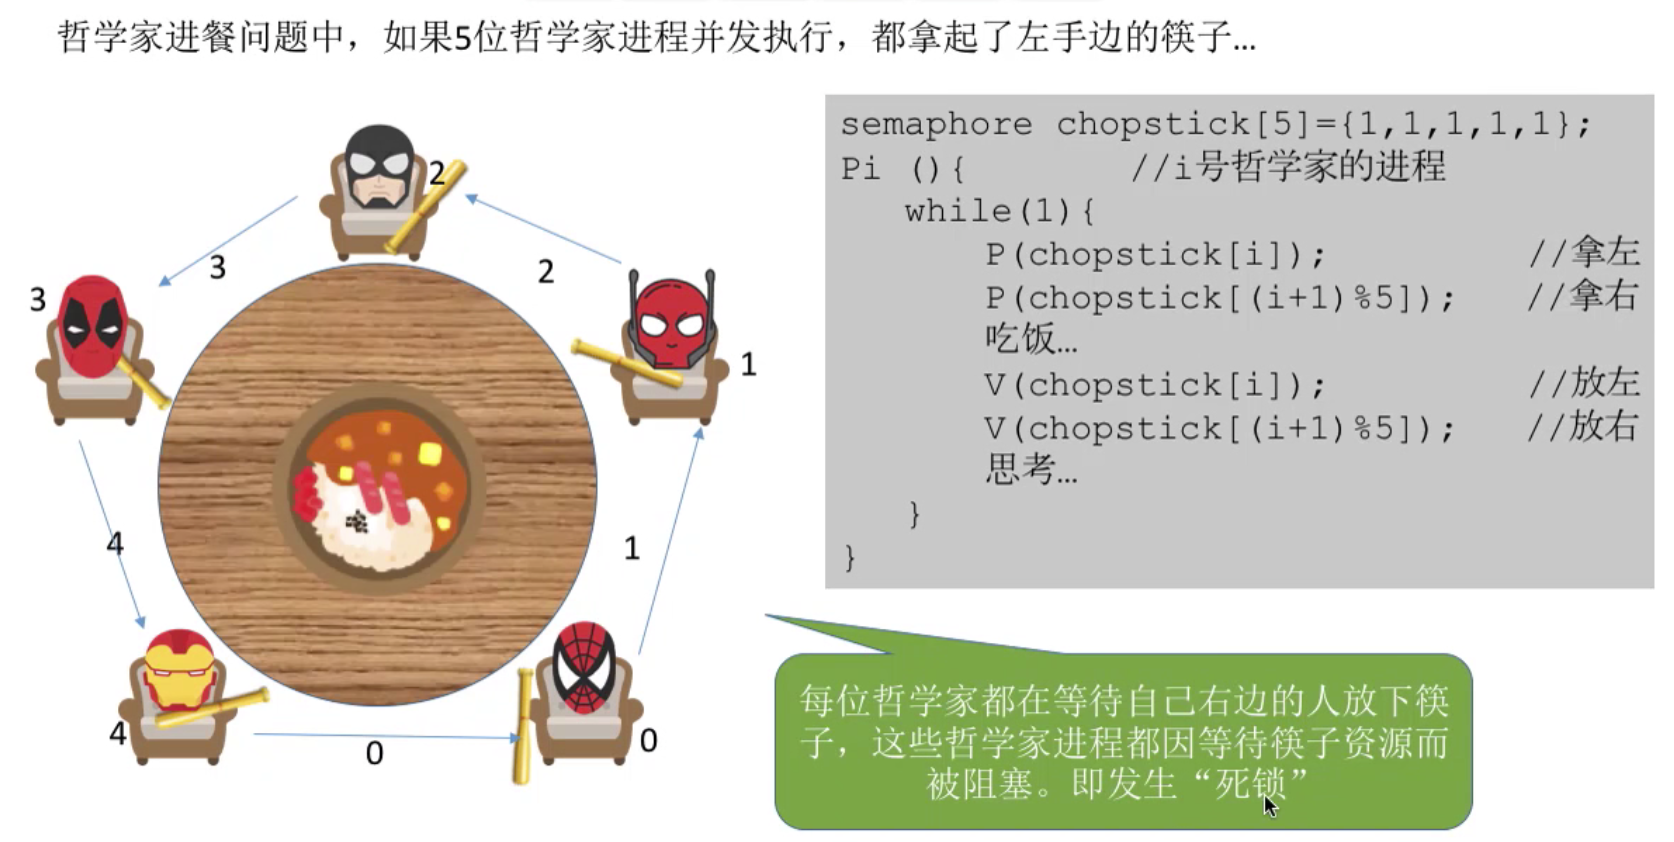 哲学家进餐问题中，如果5位哲学家进程并发执行，都拿起了左手边的筷子…
2
3
2
3
1
4
1
4
0
0
semaphore chopstick[5]={1,1,1,1,1};
Pi (){ //i号哲学家的进程
while(1){
P(chopstick[i]); //拿左
P(chopstick[(i+1)%5]); //拿右
吃饭…
V(chopstick[i]); //放左
V(chopstick[(i+1)%5]); //放右
思考…
}
}
每位哲学家都在等待自己右边的人放下筷
子，这些哲学家进程都因等待筷子资源而
被阻塞。即发生“死锁”